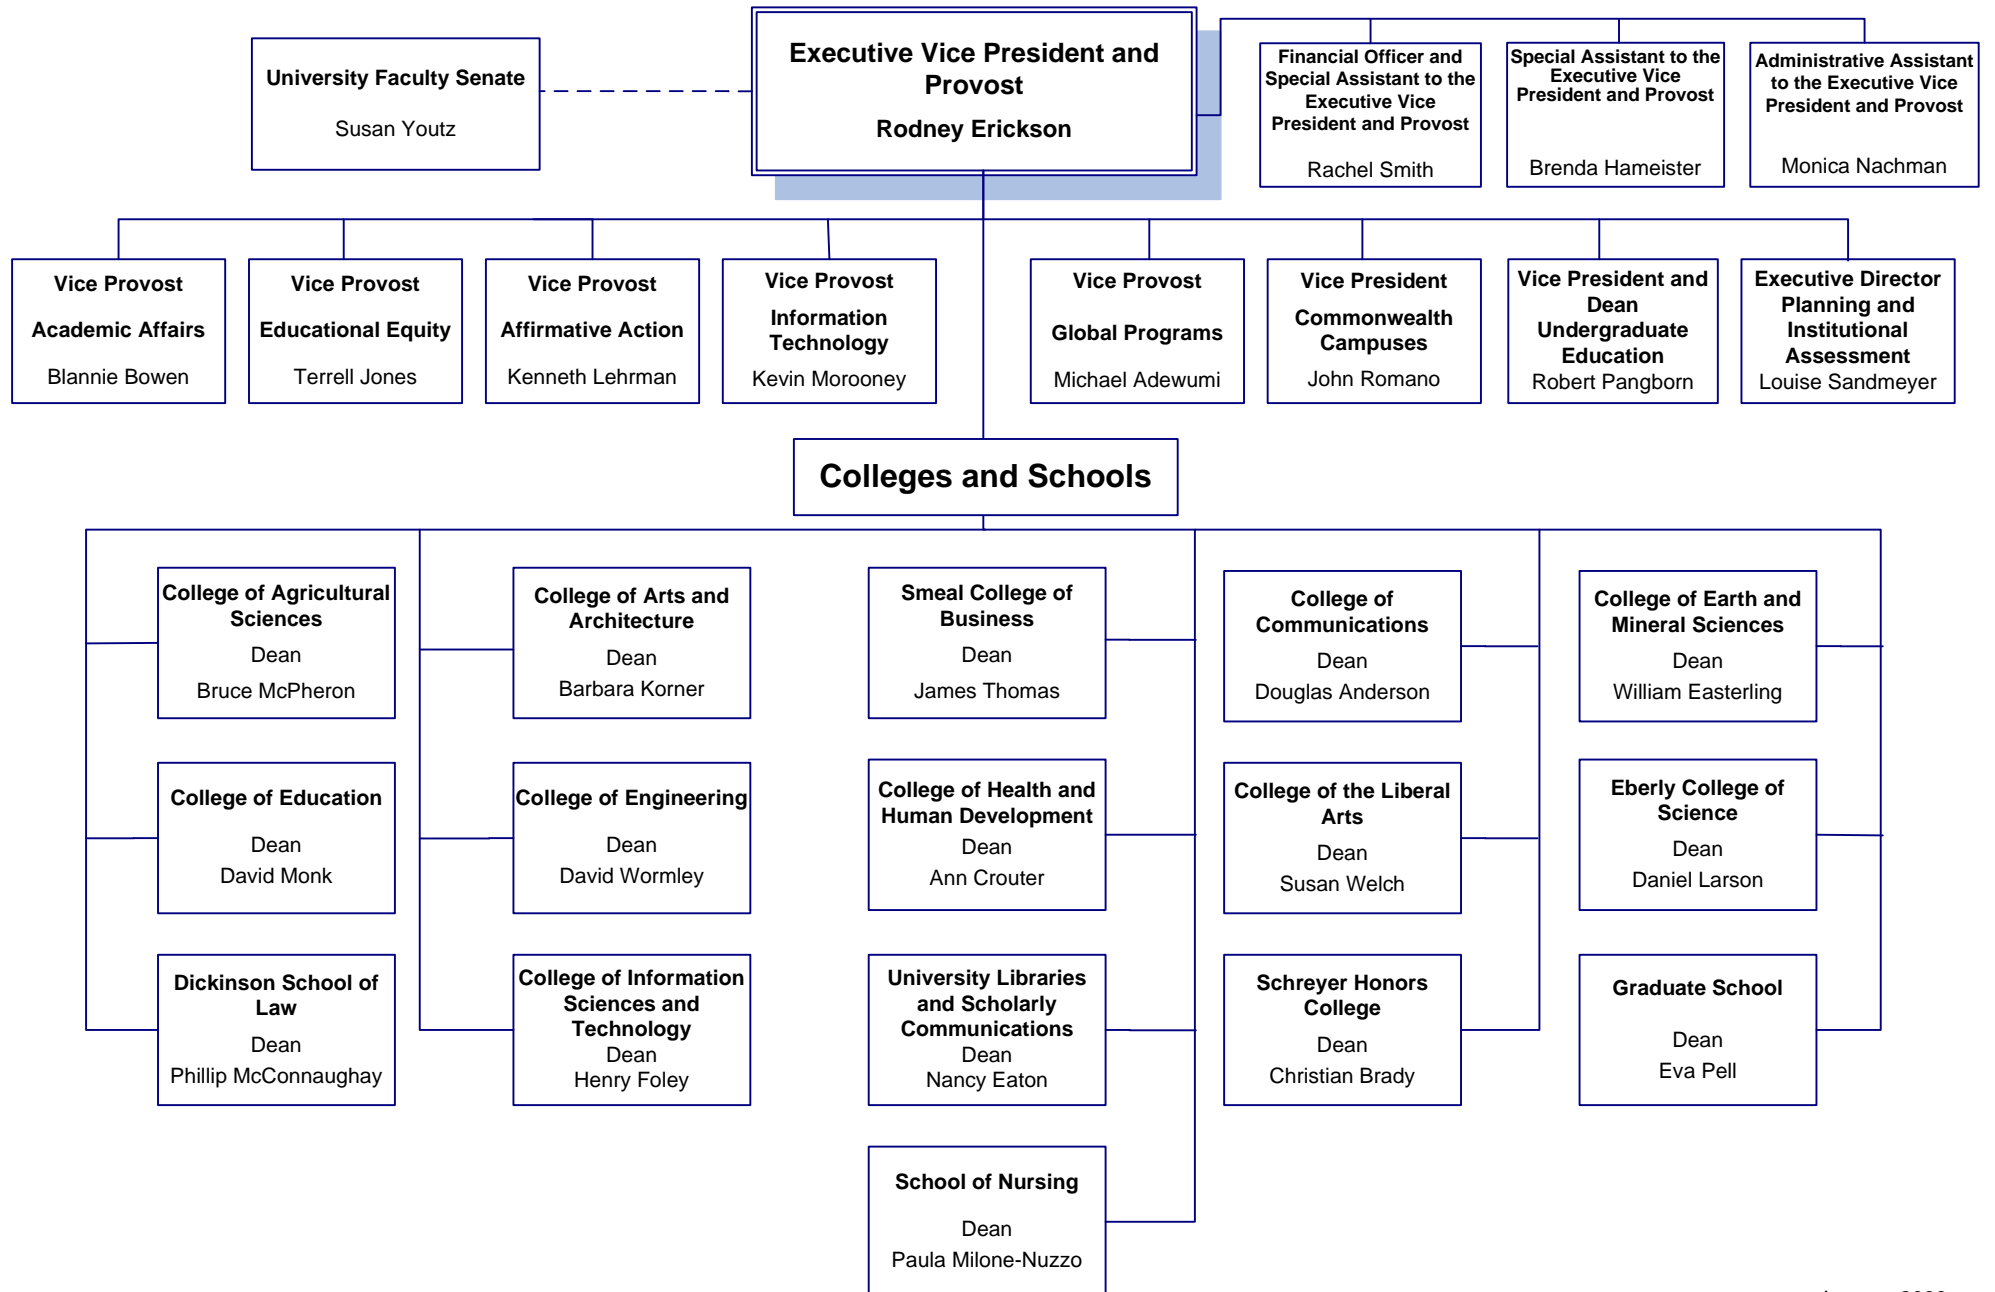 Executive Vice President and
Provost
Rodney Erickson
University Faculty Senate
Susan Youtz
Financial Officer and
Special Assistant to the
Executive Vice
President and Provost
Rachel Smith
Special Assistant to the
Executive Vice
President and Provost
Brenda Hameister
Administrative Assistant
to the Executive Vice
President and Provost
Monica Nachman
Vice Provost
Academic Affairs
Blannie Bowen
Vice Provost
Educational Equity
Terrell Jones
Vice Provost
Affirmative Action
Kenneth Lehrman
Vice Provost
Information
Technology
Kevin Morooney
Vice Provost
Global Programs
Michael Adewumi
Vice President
Commonwealth
Campuses
John Romano
Vice President and
Dean
Undergraduate
Education
Robert Pangborn
Executive Director
Planning and
Institutional
Assessment
Louise Sandmeyer
Colleges and Schools
College of Agricultural
Sciences
Dean
Bruce McPheron
College of Arts and
Architecture
Dean
Barbara Korner
Smeal College of
Business
Dean
James Thomas
College of
Communications
Dean
Douglas Anderson
College of Earth and
Mineral Sciences
Dean
William Easterling
College of Education
Dean
David Monk
College of Engineering
Dean
David Wormley
College of Health and
Human Development
Dean
Ann Crouter
College of the Liberal
Arts
Dean
Susan Welch
Eberly College of
Science
Dean
Daniel Larson
Dickinson School of
Law
Dean
Phillip McConnaughay
College of Information
Sciences and
Technology
Dean
Henry Foley
University Libraries
and Scholarly
Communications
Dean
Nancy Eaton
Schreyer Honors
College
Dean
Christian Brady
Graduate School
Dean
Eva Pell
School of Nursing
Dean
Paula Milone-Nuzzo